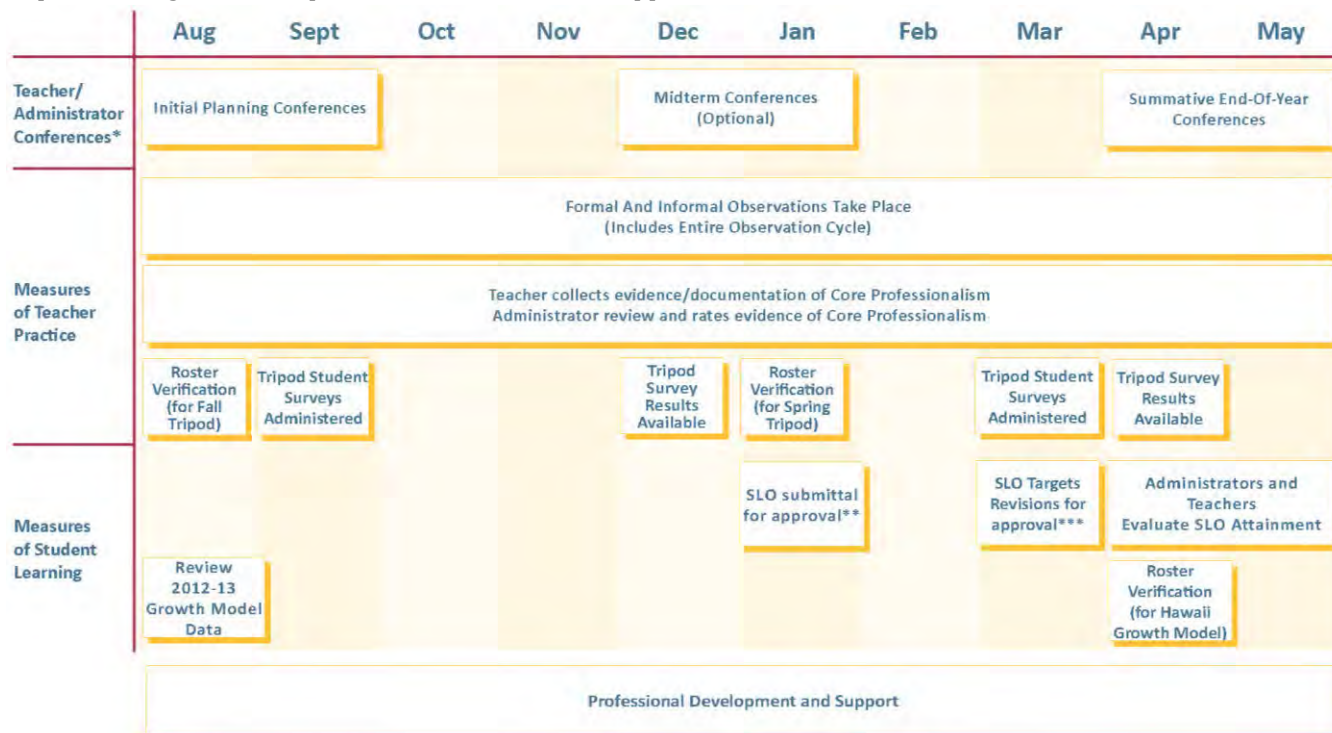 Aug Sept Oct Nov Dec Jan Feb Mar Apr May
Teacher/
Administrator
Conferences*
Initial Planning Conferences
Midterm Conferences
(Optional)
Summative End-Of-Year
Conferences
Measures
of Teacher
Practice
Formal And Informal Observations Take Place
(Includes Entire Observation Cycle)
Teacher collects evidence/documentation of Core Professionalism
Administrator review and rates evidence of Core Professionalism
Roster
Verification
(for Fall
Tripod)
Tripod Student
Surveys
Administered
Tripod
Survey
Results
Available
Roster
Verification
(for Spring
Tripod)
Tripod Student
Surveys
Administered
Tripod Survey
Results
Available
Measures
of Student
Learning
SLO submittal
for approval**
SLO Targets
Revisions for
approval***
Administrators and
Teachers
Evaluate SLO Attainment
Review
2012-13
Growth Model
Data
Roster
Verification
(for Hawaii
Growth Model)
Professional Development and Support